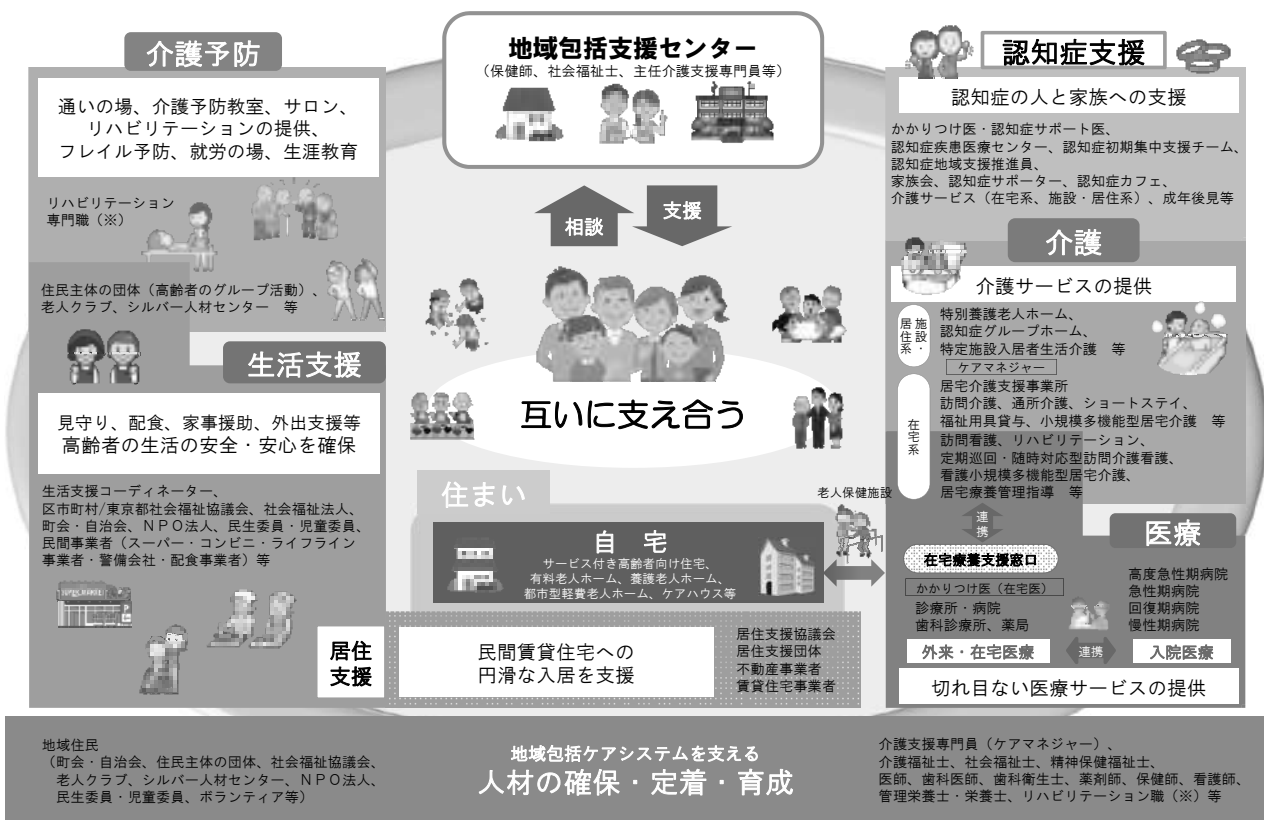 地域包括支援センター
(保健師、社会福祉士、主任介護支援専門員等)
相談
支援
互いに支え合う
介護予防
通いの場、介護予防教室、サロン、
リハビリテーションの提供、
フレイル予防、就労の場、生涯教育
リハビリテーション
専門職（※）
住民主体の団体（高齢者のグループ活動）、
老人クラブ、シルバー人材センター　等
生活支援
見守り、配食、家事援助、外出支援等
高齢者の生活の安全・安心を確保
生活支援コーディネーター、
区市町村/東京都社会福祉協議会、社会福祉法人、
町会・自治会、ＮＰＯ法人、民生委員・児童委員、
民間事業者（スーパー・コンビニ・ライフライン
事業者・警備会社・配食事業者）等
住まい
自　宅
サービス付き高齢者向け住宅、
有料老人ホーム、養護老人ホーム、
都市型軽費老人ホーム、ケアハウス等
老人保健施設
居住
支援
民間賃貸住宅への
円滑な入居を支援
居住支援協議会
居住支援団体
不動産事業者
賃貸住宅事業者
認知症支援
認知症の人と家族への支援
かかりつけ医・認知症サポート医、
認知症疾患医療センター、認知症初期集中支援チーム、
認知症地域支援推進員、
家族会、認知症サポーター、認知症カフェ、
介護サービス（在宅系、施設・居住系）、成年後見等
介護
介護サービスの提供
施設・
居住系
特別養護老人ホーム、
認知症グループホーム、
特定施設入居者生活介護　等
ケアマネジャー
在宅系
居宅介護支援事業所
訪問介護、通所介護、ショートステイ、
福祉用具貸与、小規模多機能型居宅介護　等
訪問看護、リハビリテーション、
定期巡回・随時対応型訪問介護看護、
看護小規模多機能型居宅介護、
居宅療養管理指導　等
連携
医療
在宅療養支援窓口
かかりつけ医（在宅医）
診療所・病院
歯科診療所、薬局
外来・在宅医療
連携
高度急性期病院
急性期病院
回復期病院
慢性期病院
入院医療
切れ目ない医療サービスの提供
地域住民
（町会・自治会、住民主体の団体、社会福祉協議会、
老人クラブ、シルバー人材センター、ＮＰＯ法人、
民生委員・児童委員、ボランティア等）
地域包括ケアシステムを支える
人材の確保・定着・育成
介護支援専門員（ケアマネジャー）、
介護福祉士、社会福祉士、精神保健福祉士、
医師、歯科医師、歯科衛生士、薬剤師、保健師、看護師、
管理栄養士・栄養士、リハビリテーション職（※）等